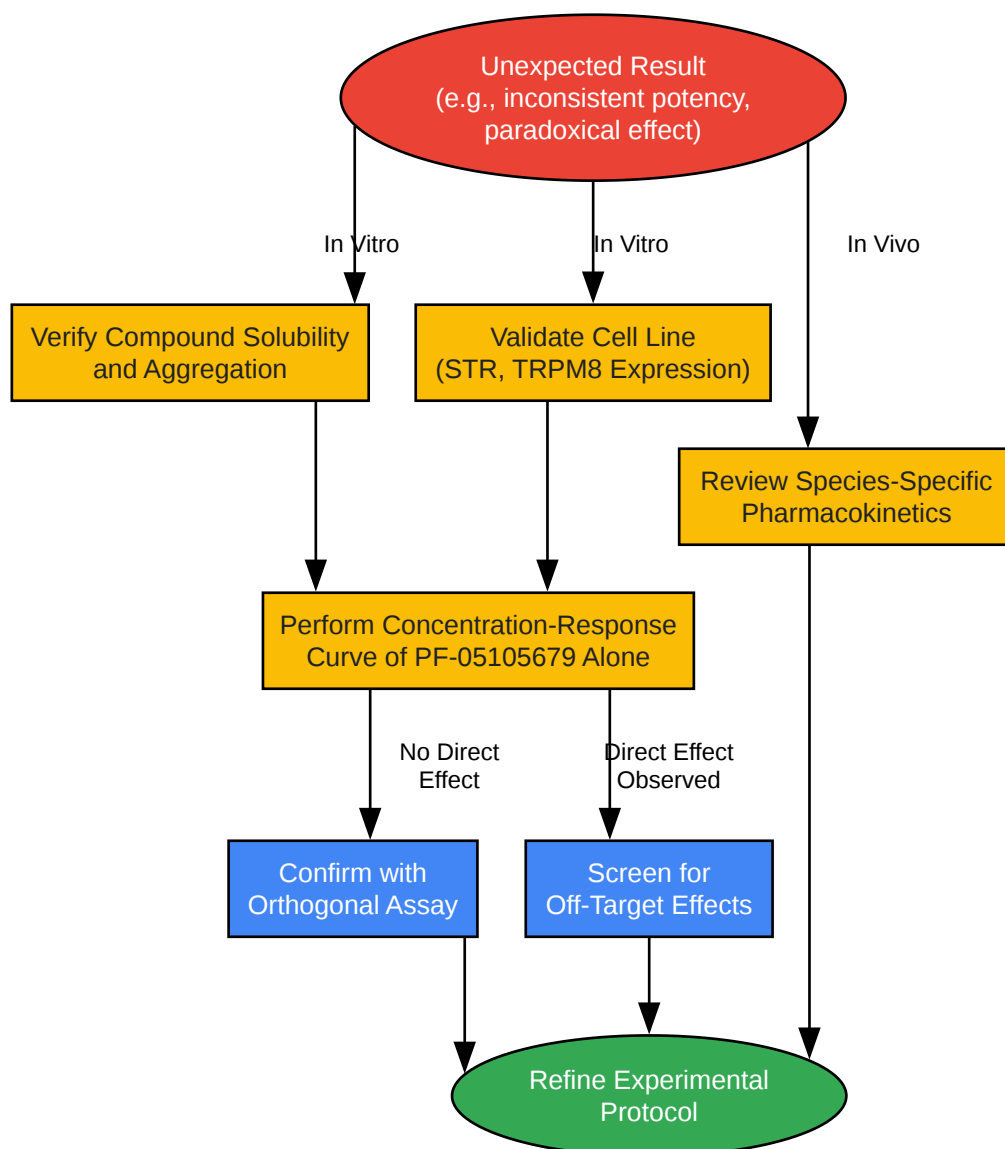 Unexpected Result
(e.g., inconsistent potency,
paradoxical effect)
In Vitro
In Vitro
In Vivo
Verify Compound Solubility
and Aggregation
Validate Cell Line
(STR, TRPM8 Expression)
Review Species-Specific
Pharmacokinetics
Perform Concentration-Response
Curve of PF-05105679 Alone
No Direct
Effect
Direct Effect
Observed
Confirm with
Orthogonal Assay
Screen for
Off-Target Effects
Refine Experimental
Protocol